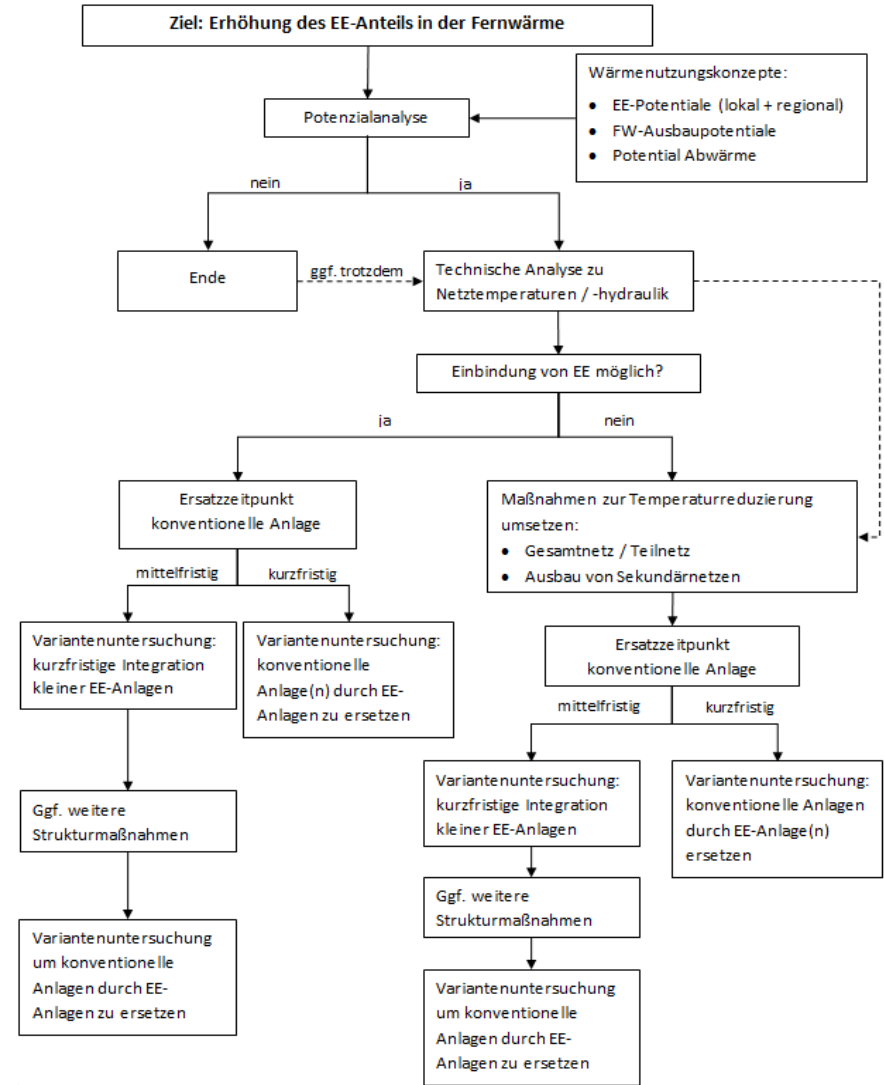 Ziel: Erhöhung des EE-Anteils in der Fernwärme
Wärmenutzungskonzepte:
• EE-Potentiale (lokal + regional)
• FW-Ausbaupotentiale
• Potential Abwärme
Potenzialanalyse
nein
ja
Ende
ggf. trotzdem
Technische Analyse zu
Netztemperaturen / -hydraulik
Einbindung von EE möglich?
ja
nein
Ersatzzeitpunkt
konventionelle Anlage
Maßnahmen zur Temperaturreduzierung
umsetzen:
• Gesamtnetz / Teilnetz
• Ausbau von Sekundärnetzen
mittelfristig
kurzfristig
Variantenuntersuchung:
kurzfristige Integration
kleiner EE-Anlagen
Variantenuntersuchung:
konventionelle
Anlage(n) durch EE-
Anlagen zu ersetzen
Ersatzzeitpunkt
konventionelle Anlage
mittelfristig
kurzfristig
Ggf. weitere
Strukturmaßnahmen
Variantenuntersuchung:
kurzfristige Integration
kleiner EE-Anlagen
Variantenuntersuchung:
konventionelle Anlagen
durch EE-Anlage(n)
ersetzen
Ggf. weitere
Strukturmaßnahmen
Variantenuntersuchung
um konventionelle
Anlagen durch EE-
Anlagen zu ersetzen
Variantenuntersuchung
um konventionelle
Anlagen durch EE-
Anlagen zu ersetzen